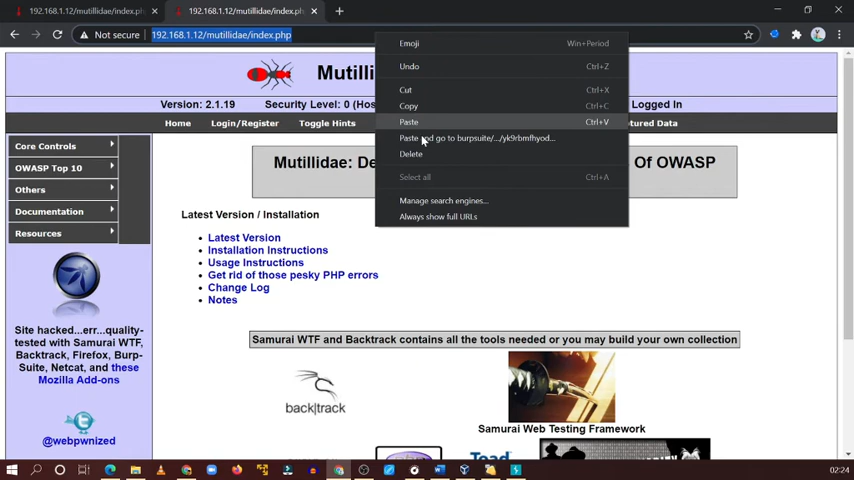 192.168.1.12/mutillidae/index.ph
192.168.1.12/mutillidae/index.ph
Not secure
192.168.1.12/mutillidae/index.php
Emoji Win+Period
Undo Ctrl+Z
Cut Ctrl+X
Copy Ctrl+C
Paste Ctrl+V
Paste and go to burpsuite/.../yk9rbmfhyod...
Delete
Select all Ctrl+A
Manage search engines...
Always show full URLs
Mutillid
Version: 2.1.19 Security Level: 0 (Hos Logged In
Home Login/Register Toggle Hints tured Data
Core Controls
OWASP Top 10
Others
Documentation
Resources
Mutillidae: De Of OWASP
Latest Version / Installation
Latest Version
Installation Instructions
Usage Instructions
Get rid of those pesky PHP errors
Change Log
Notes
Site hacked...err...quality-
tested with Samurai WTF,
Backtrack, Firefox, Burp-
Suite, Netcat, and these
Mozilla Add-ons
@webpwnized
Samurai WTF and Backtrack contains all the tools needed or you may build your own collection
back|track
Samurai Web Testing Framework
Toad
02:24